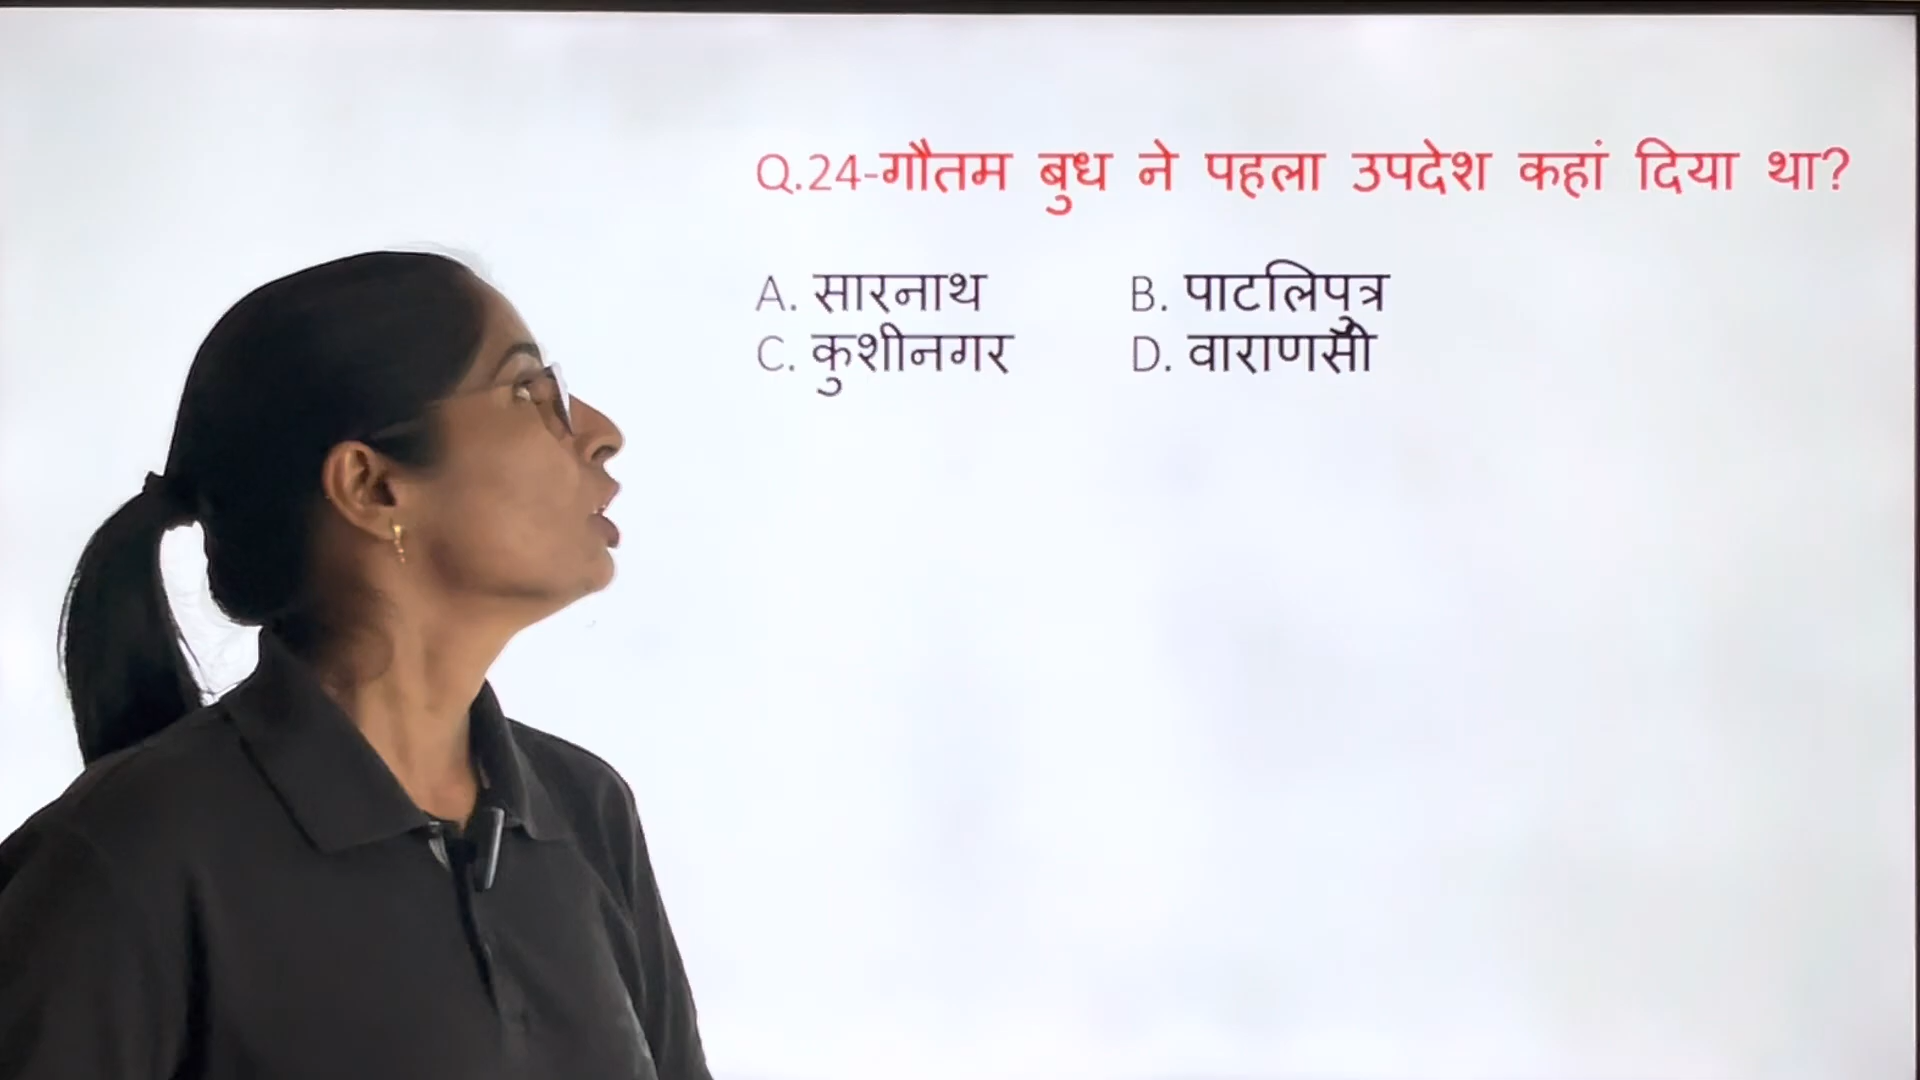 Q.24-गौतम बुध ने पहला उपदेश कहां दिया था?
A. सारनाथ B. पाटलिपुत्र
C. कुशीनगर D. वाराणसी